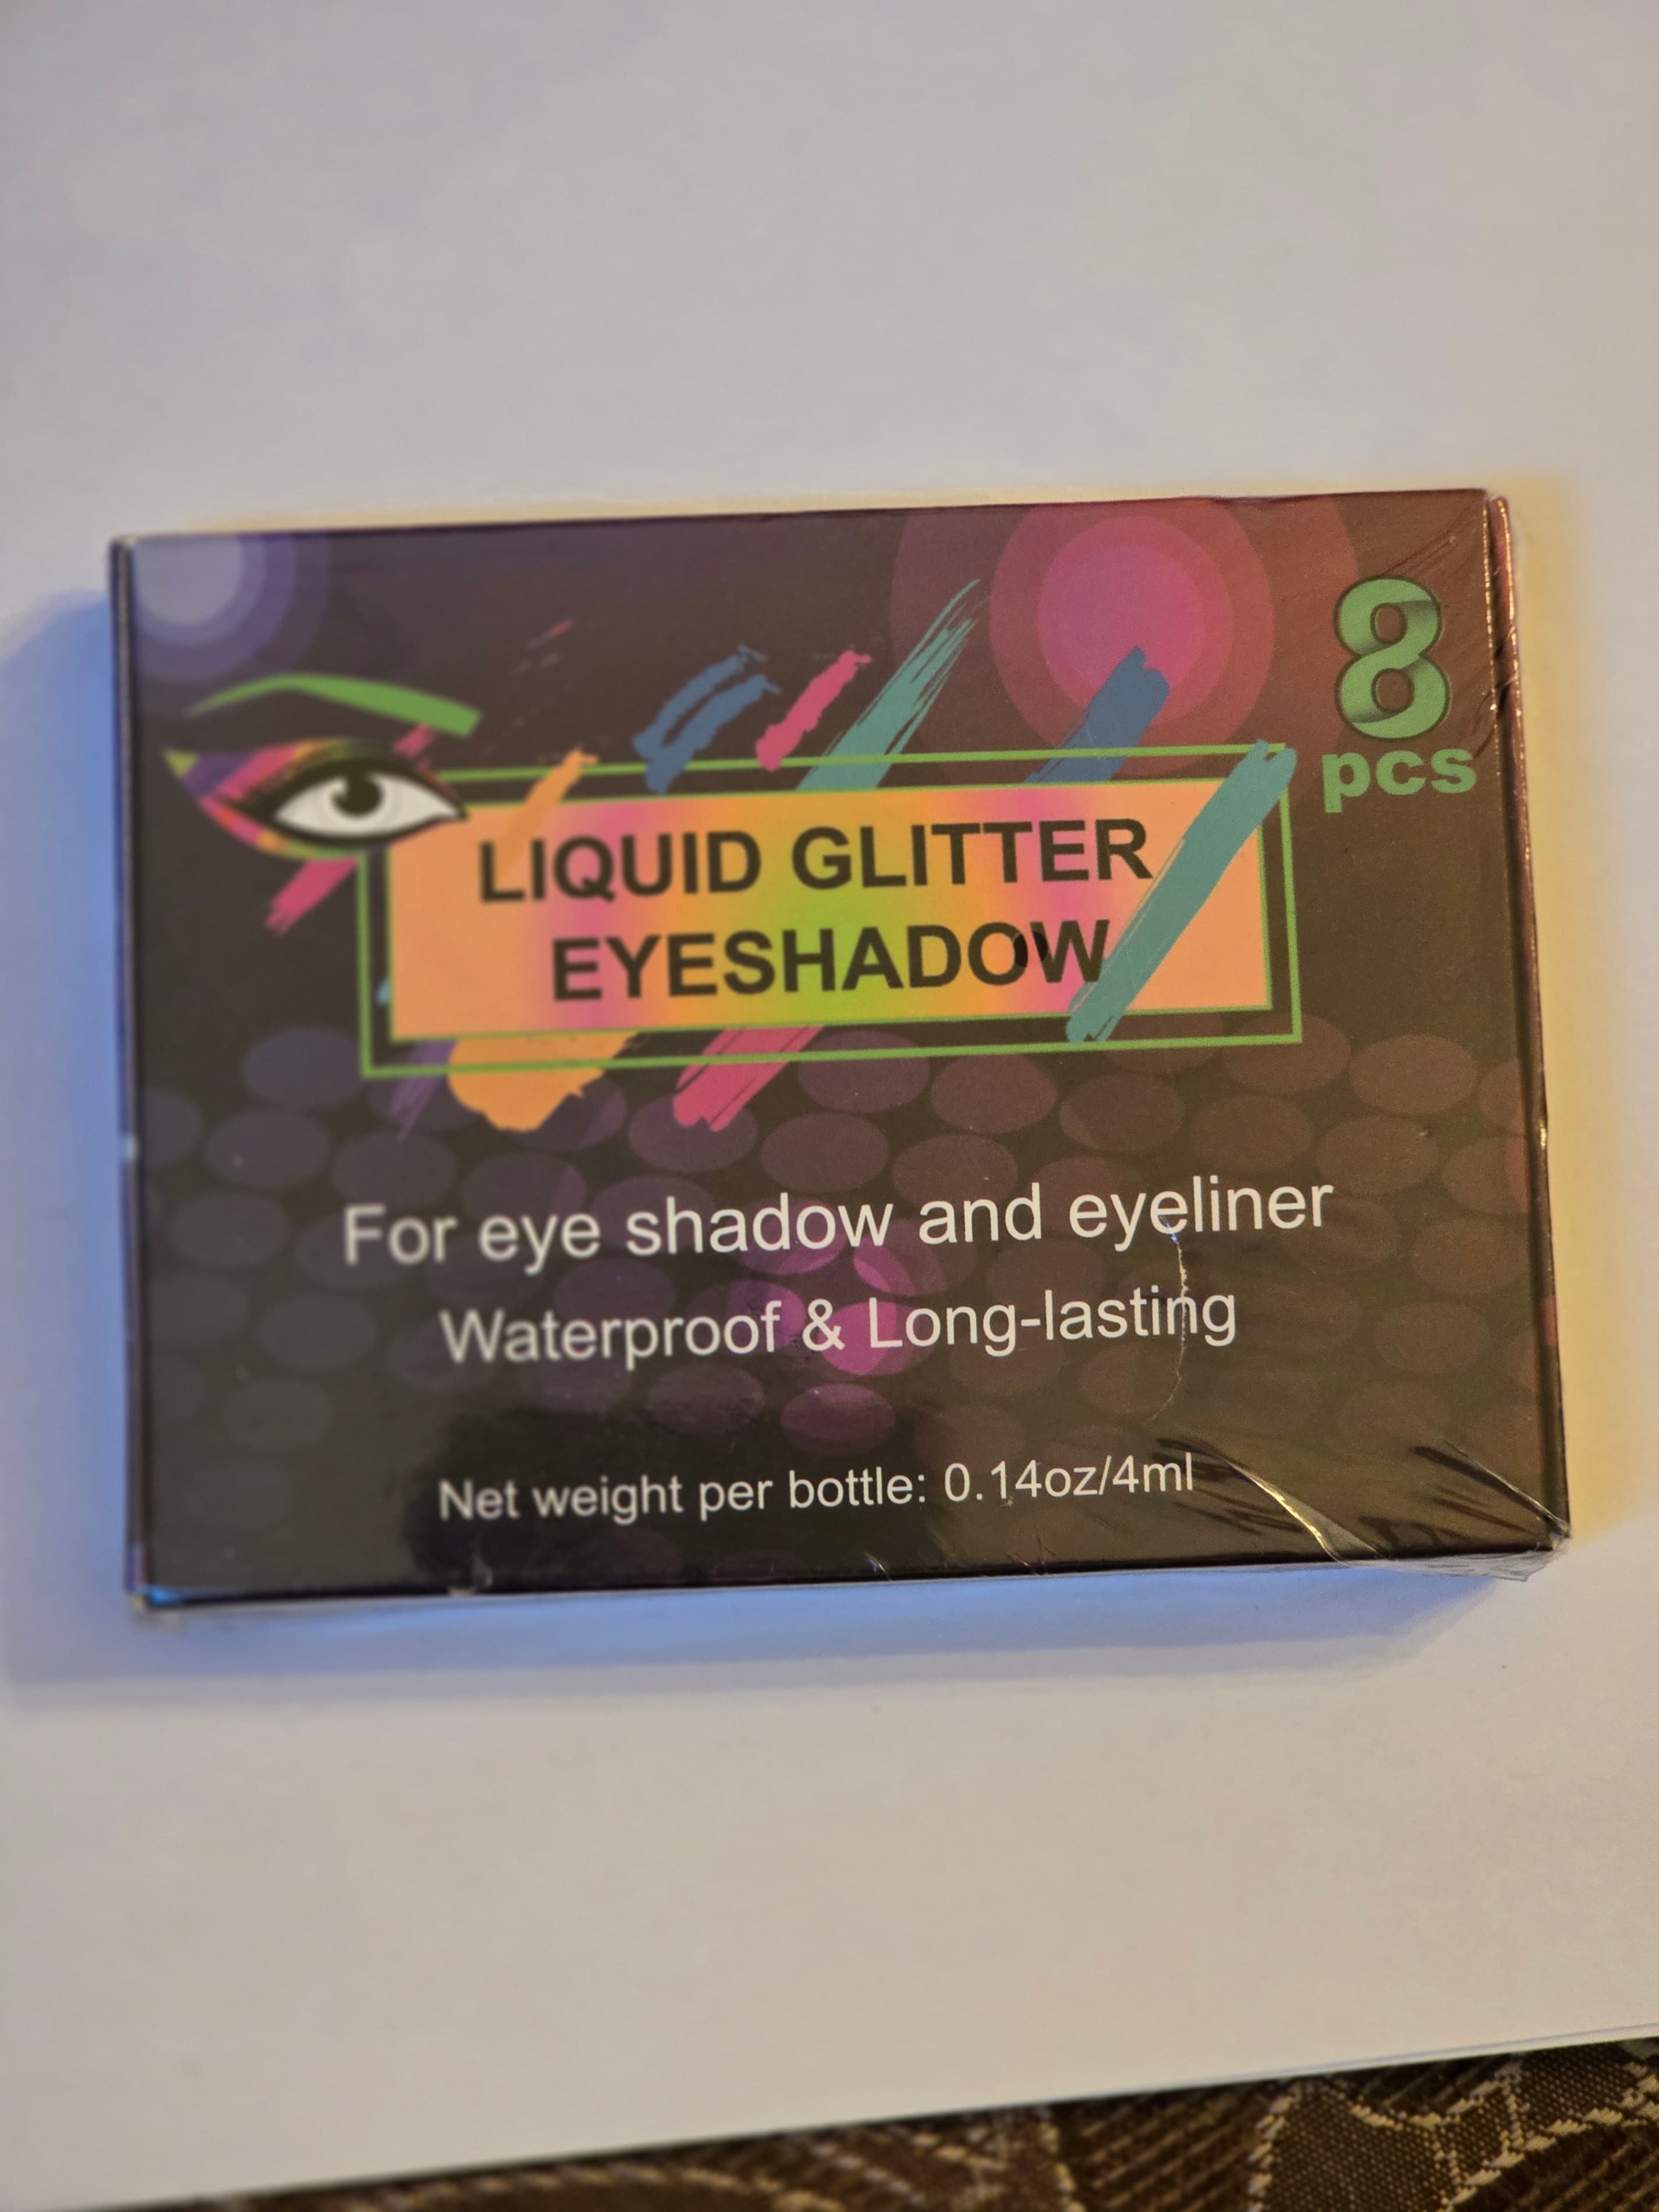 8
pcs
LIQUID GLITTER
EYESHADOW
For eye shadow and eyeliner
Waterproof & Long-lasting
Net weight per bottle: 0.14oz/4ml